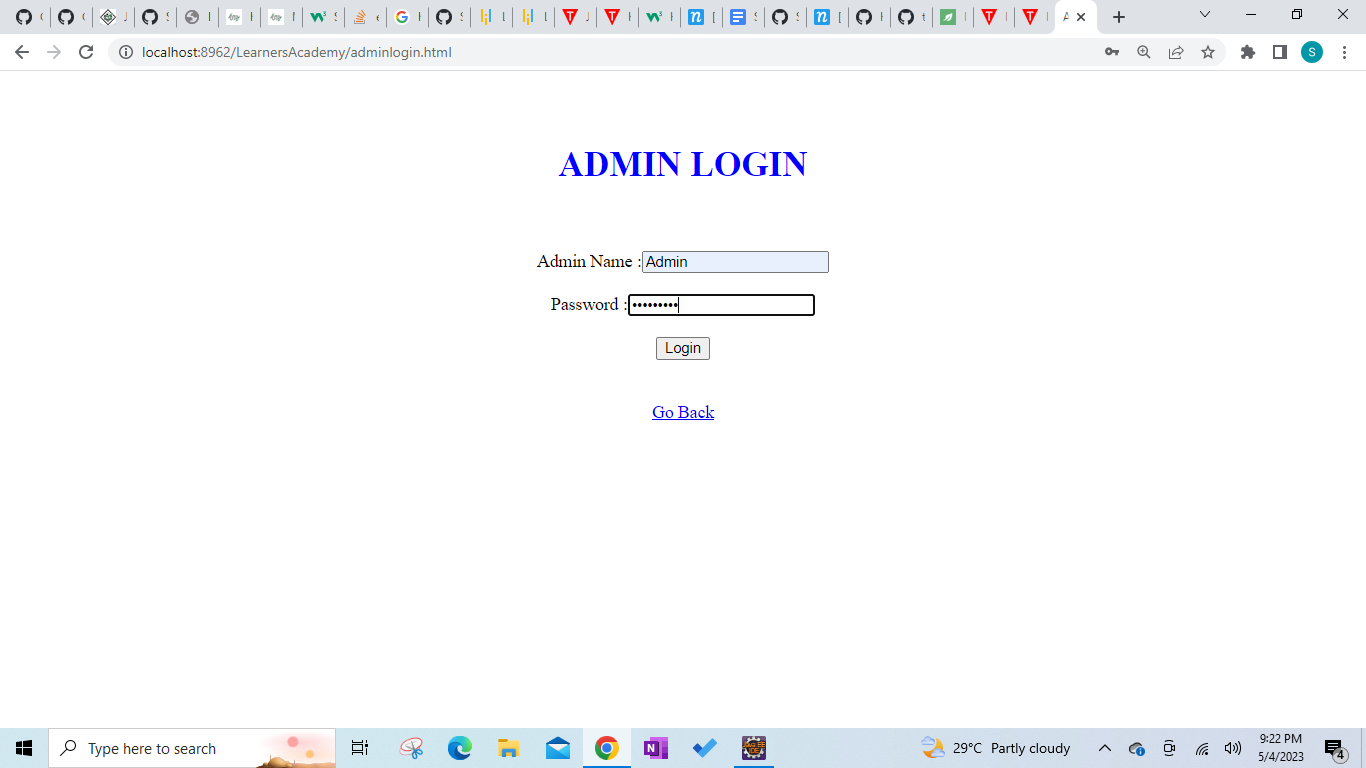 localhost:8962/LearnersAcademy/adminlogin.html
S
ADMIN LOGIN
Admin Name :Admin
Password :•••••••••
Login
Go Back
Type here to search
29°C Partly cloudy
9:22 PM
5/4/2023
4